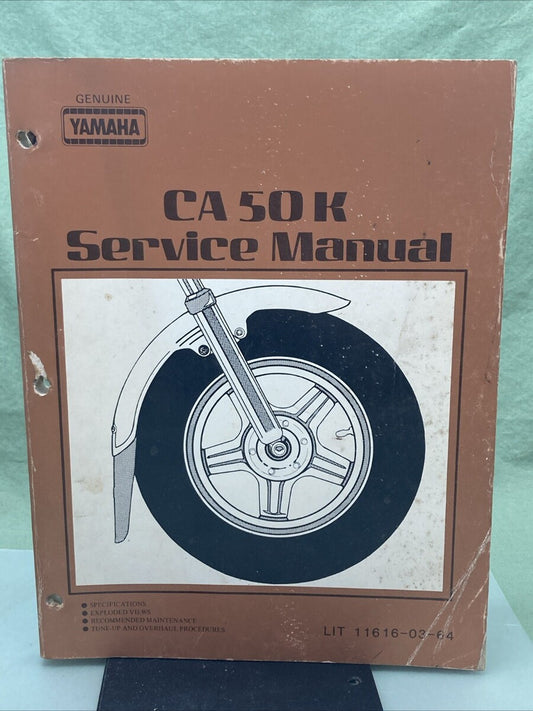 GENUINE
YAMAHA
CA 50 K
Service Manual
● SPECIFICATIONS
● EXPLODED VIEWS
● RECOMMENDED MAINTENANCE
● TUNE-UP AND OVERHAUL PROCEDURES
LIT 11616-03-64